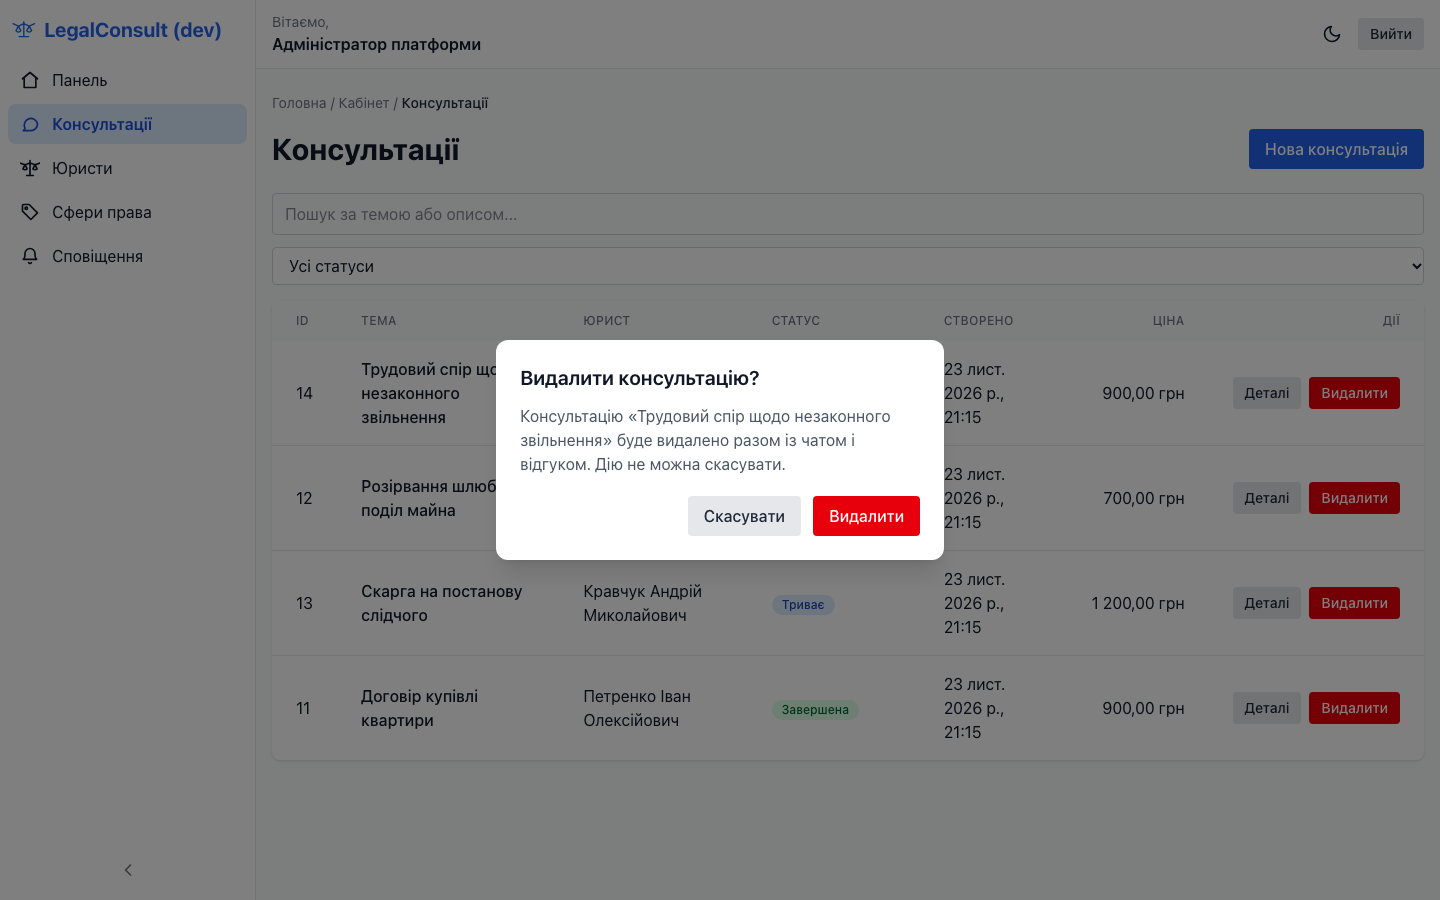 LegalConsult (dev)
Панель
Консультації
Юристи
Сфери права
Сповіщення
Вітаємо,
Адміністратор платформи
Вийти
Головна / Кабінет / Консультації
Консультації
Нова консультація
Пошук за темою або описом...
Усі статуси
ID ТЕМА ЮРИСТ СТАТУС СТВОРЕНО ЦІНА ДІЇ
14
Трудовий спір що
незаконного
звільнення
23 лист.
2026 р.,
21:15
900,00 грн
Деталі
Видалити
12
Розірвання шлюб
поділ майна
23 лист.
2026 р.,
21:15
700,00 грн
Деталі
Видалити
13
Скарга на постанову
слідчого
Кравчук Андрій
Миколайович
Триває
23 лист.
2026 р.,
21:15
1 200,00 грн
Деталі
Видалити
11
Договір купівлі
квартири
Петренко Іван
Олексійович
Завершена
23 лист.
2026 р.,
21:15
900,00 грн
Деталі
Видалити
Видалити консультацію?
Консультацію «Трудовий спір щодо незаконного
звільнення» буде видалено разом із чатом і
відгуком. Дію не можна скасувати.
Скасувати
Видалити